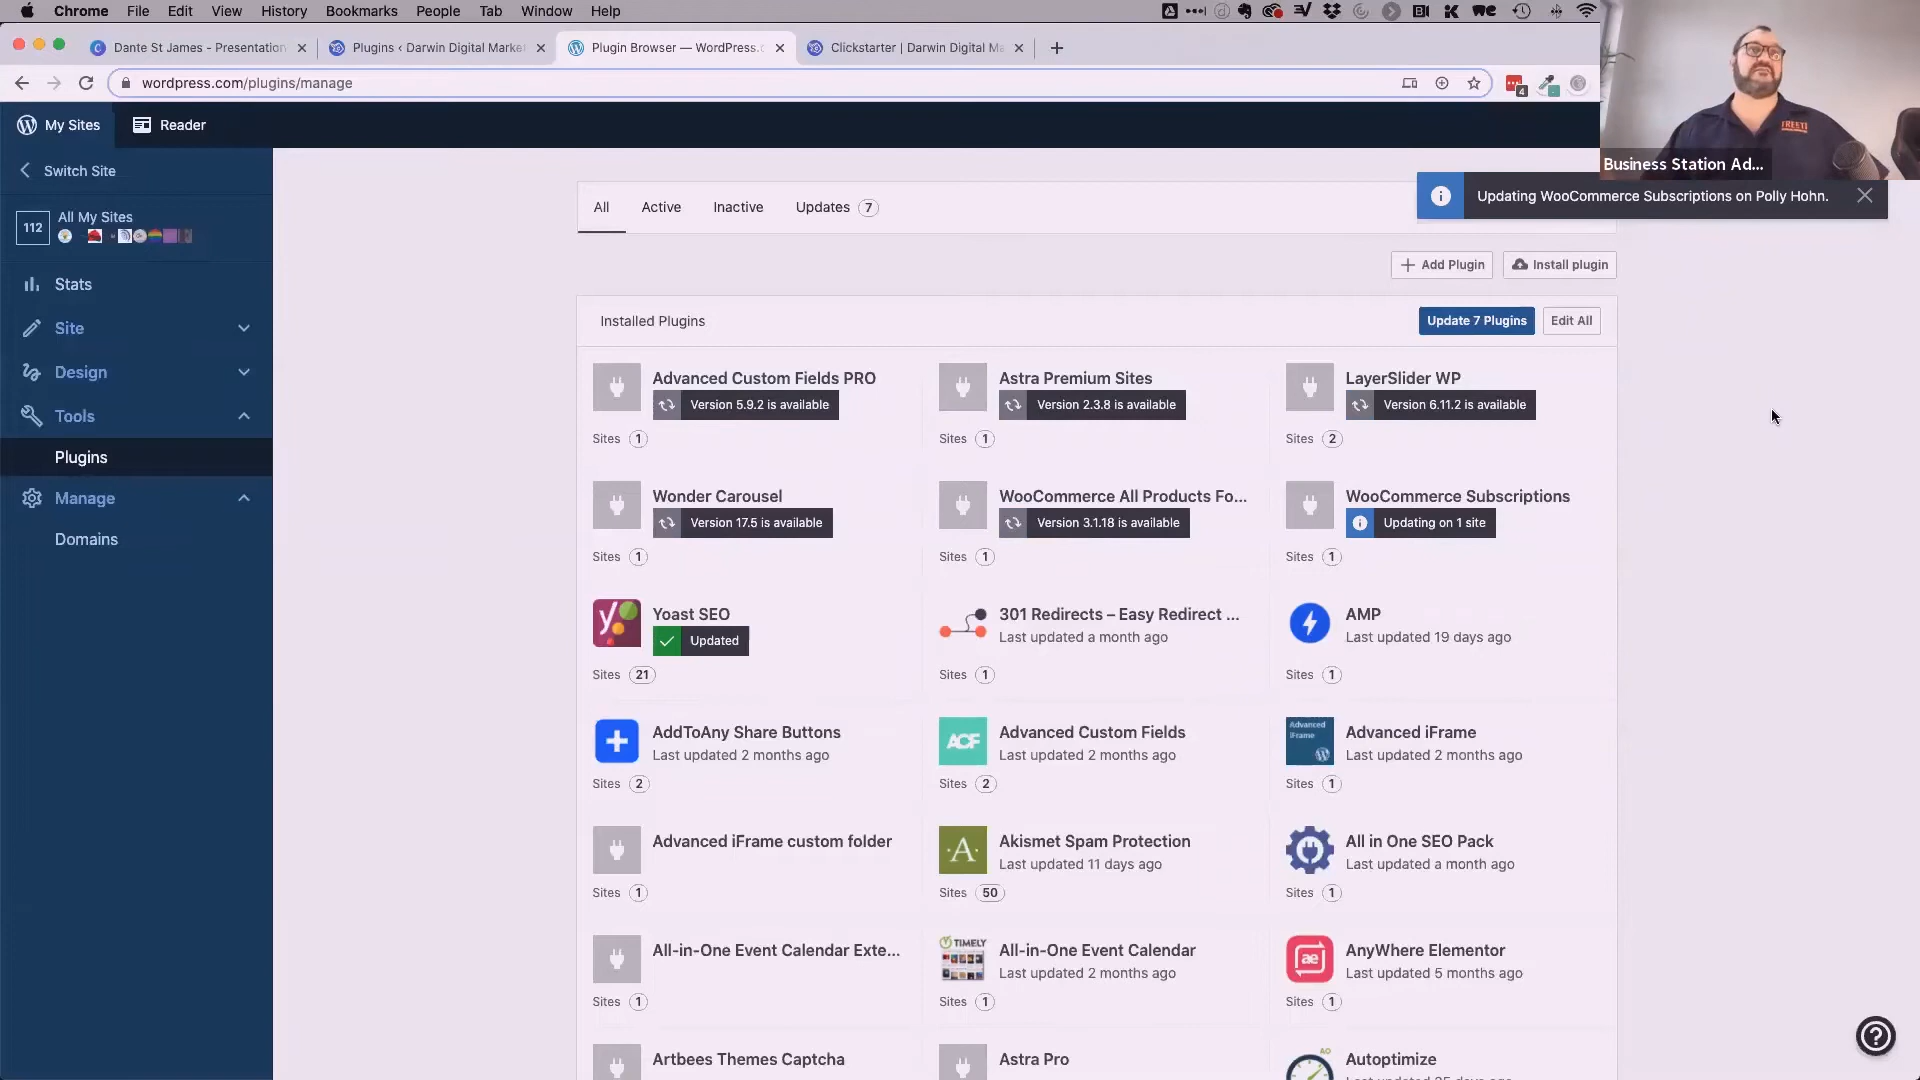 Chrome File Edit View History Bookmarks People Tab Window Help
Dante St James - Presentation
Plugins ‹ Darwin Digital Market
Plugin Browser — WordPress.c
Clickstarter | Darwin Digital Ma
wordpress.com/plugins/manage
4
My Sites
Reader
Switch Site
112
All My Sites
Stats
Site
Design
Tools
Plugins
Manage
Domains
Business Station Ad...
Updating WooCommerce Subscriptions on Polly Hohn.
All Active Inactive Updates 7
Add Plugin
Install plugin
Installed Plugins
Update 7 Plugins
Edit All
Advanced Custom Fields PRO
Version 5.9.2 is available
Sites 1
Astra Premium Sites
Version 2.3.8 is available
Sites 1
LayerSlider WP
Version 6.11.2 is available
Sites 2
Wonder Carousel
Version 17.5 is available
Sites 1
WooCommerce All Products Fo...
Version 3.1.18 is available
Sites 1
WooCommerce Subscriptions
Updating on 1 site
Sites 1
Yoast SEO
Updated
Sites 21
301 Redirects – Easy Redirect ...
Last updated a month ago
Sites 1
AMP
Last updated 19 days ago
Sites 1
AddToAny Share Buttons
Last updated 2 months ago
Sites 2
ACF
Advanced Custom Fields
Last updated 2 months ago
Sites 2
Advanced
iFrame
Advanced iFrame
Last updated 2 months ago
Sites 1
Advanced iFrame custom folder
Sites 1
Akismet Spam Protection
Last updated 11 days ago
Sites 50
All in One SEO Pack
Last updated a month ago
Sites 1
All-in-One Event Calendar Exte...
Sites 1
TIMELY
All-in-One Event Calendar
Last updated 2 months ago
Sites 1
ae
AnyWhere Elementor
Last updated 5 months ago
Sites 1
Artbees Themes Captcha
Astra Pro
AO
Autoptimize